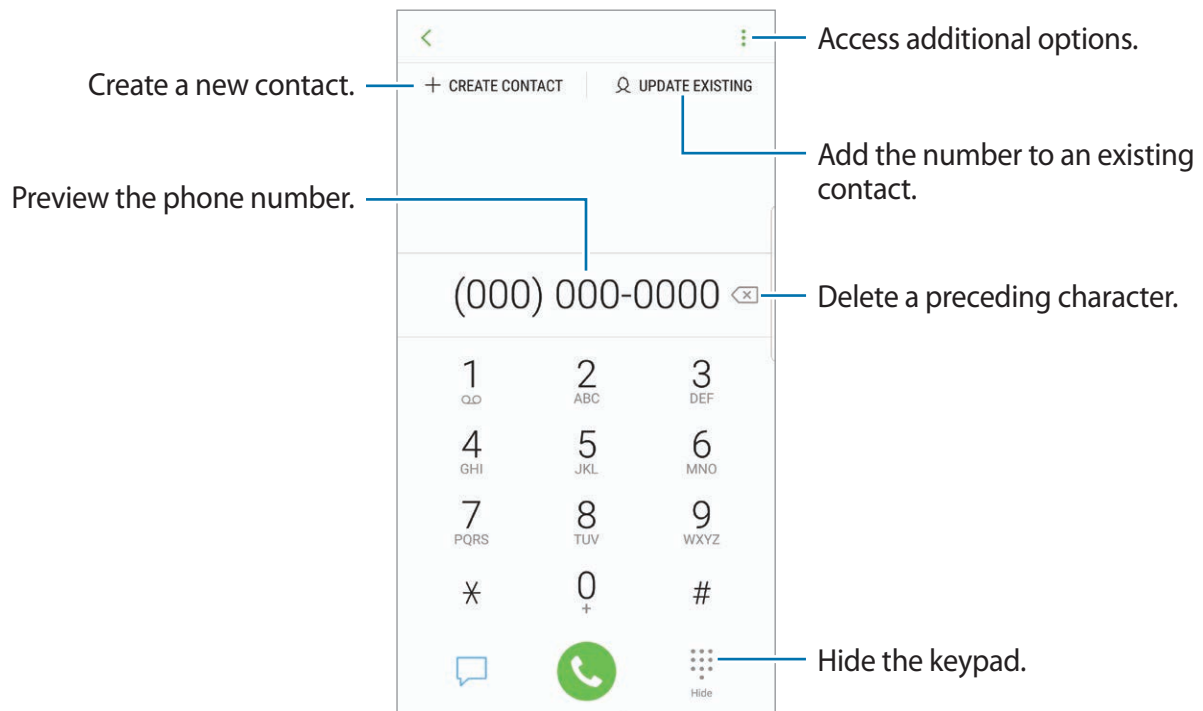 Access additional options.
Create a new contact.
+ CREATE CONTACT
UPDATE EXISTING
Add the number to an existing
contact.
Preview the phone number.
(000) 000-0000
Delete a preceding character.
1 2 3
ABC DEF
4 5 6
GHI JKL MNO
7 8 9
PQRS TUV WXYZ
* 0 #
+
Hide the keypad.
Hide